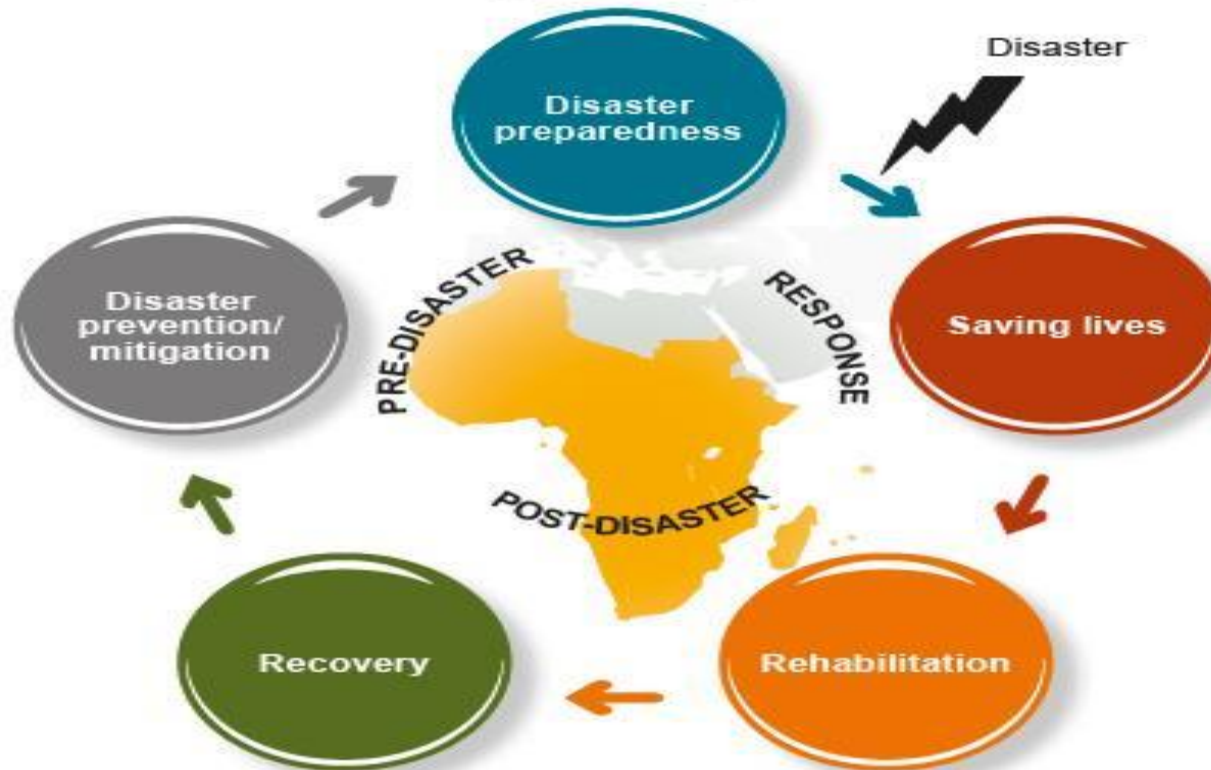 Disaster
Disaster
preparedness
Disaster
prevention/
mitigation
PRE-DISASTER
RESPONSE
Saving lives
POST-DISASTER
Recovery
Rehabilitation